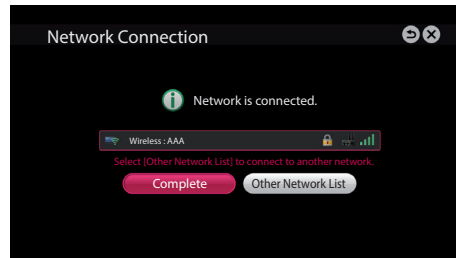 Network Connection
Network is connected.
Wireless : AAA
Select [Other Network List] to connect to another network.
Complete
Other Network List